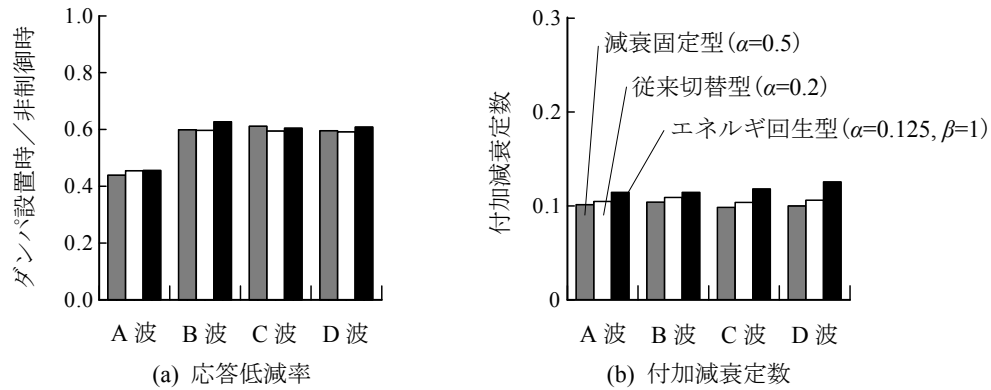 ダンパ設置時／非制御時
1.0
0.8
0.6
0.4
0.2
0.0
A 波 B 波 C 波 D 波
(a) 応答低減率
付加減衰定数
0.3
0.2
0.1
0
減衰固定型(α=0.5)
従来切替型(α=0.2)
エネルギ回生型(α=0.125, β=1)
A 波 B 波 C 波 D 波
(b) 付加減衰定数